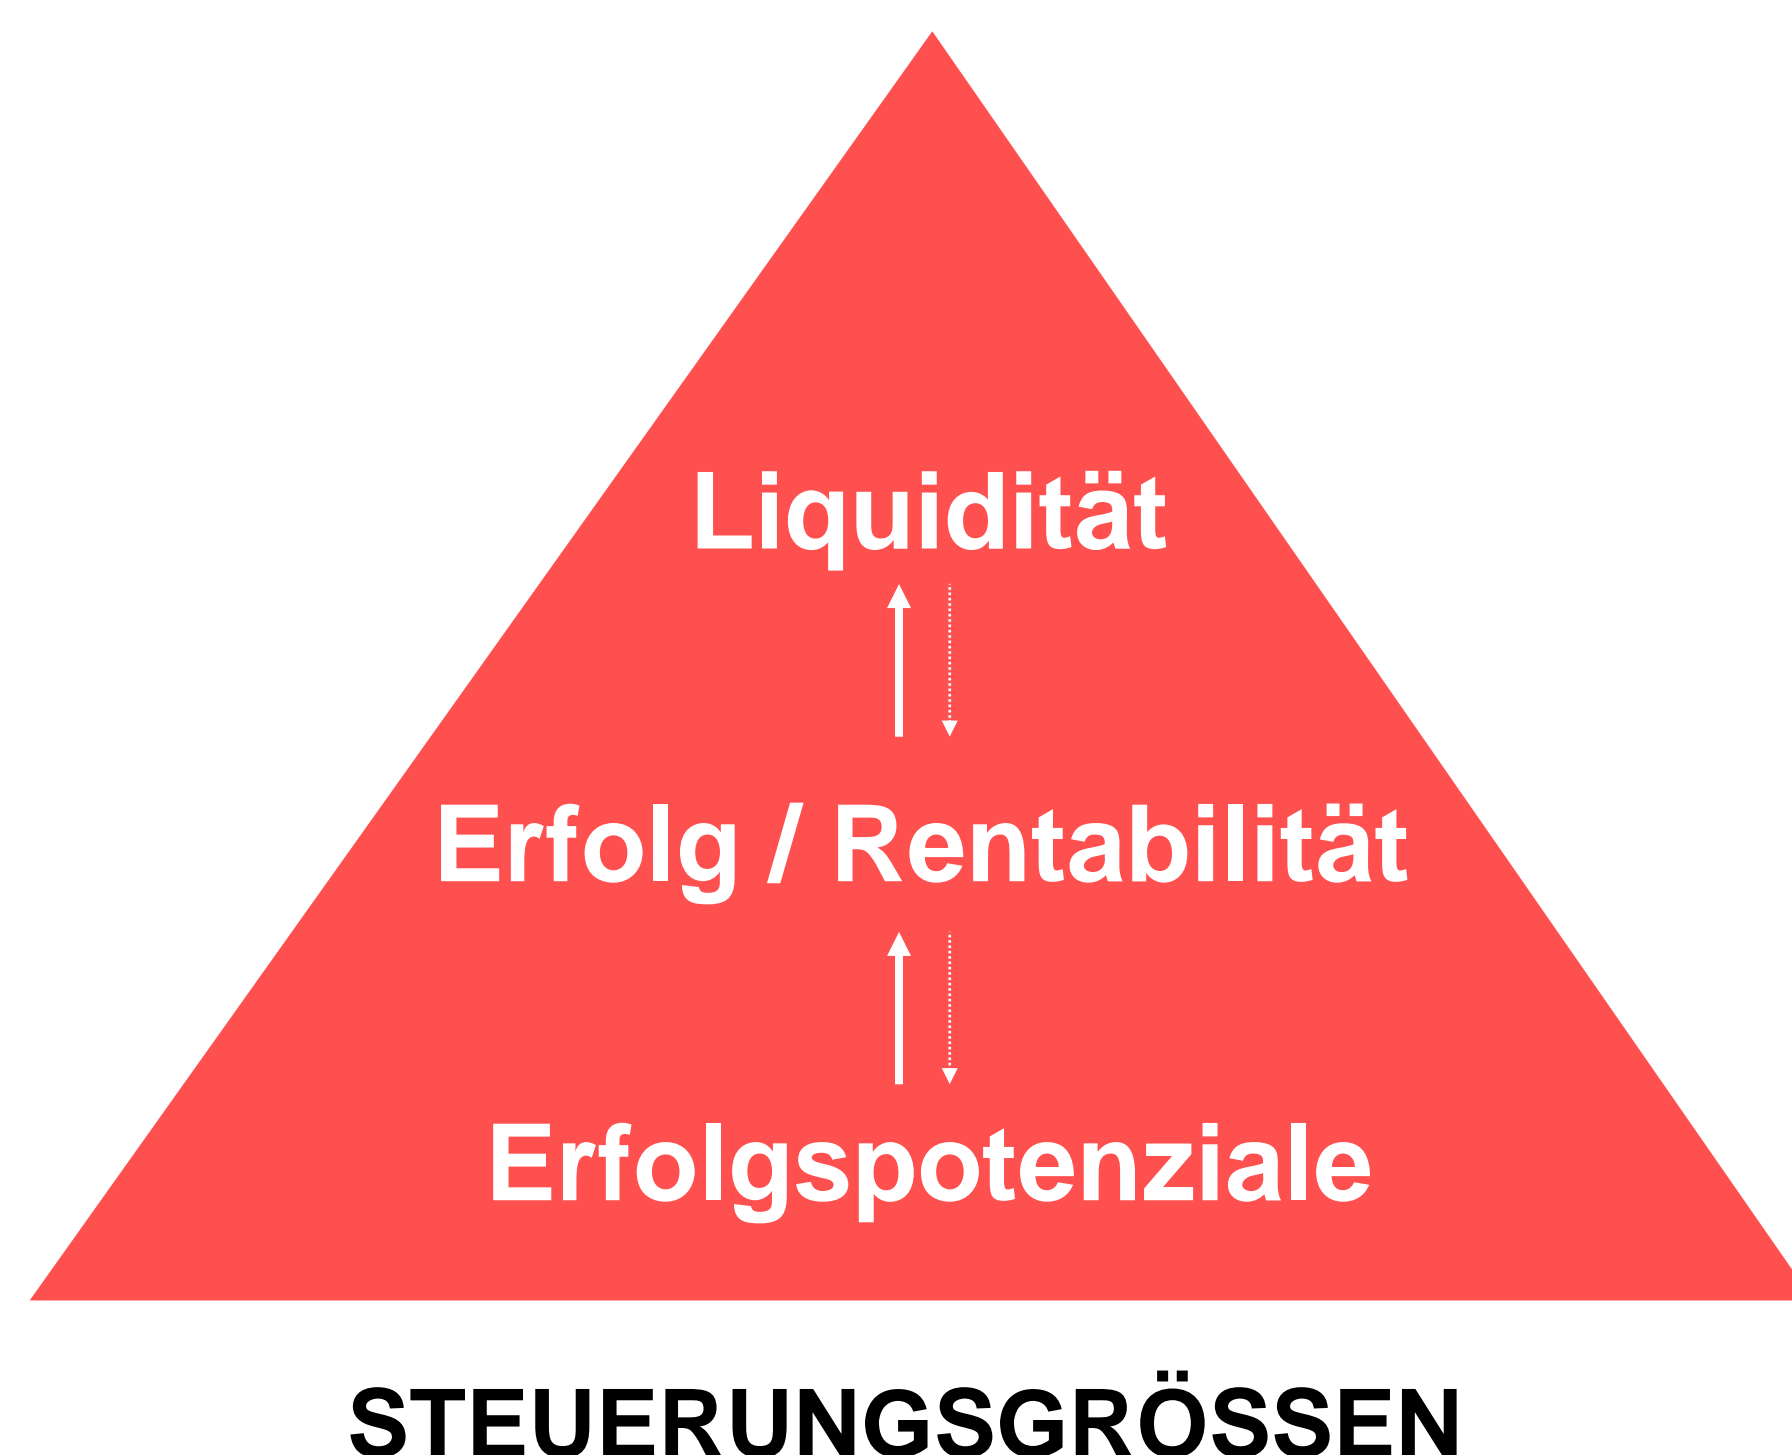 Liquidität
Erfolg / Rentabilität
Erfolgspotenziale
STEUERUNGSGRÖSSEN